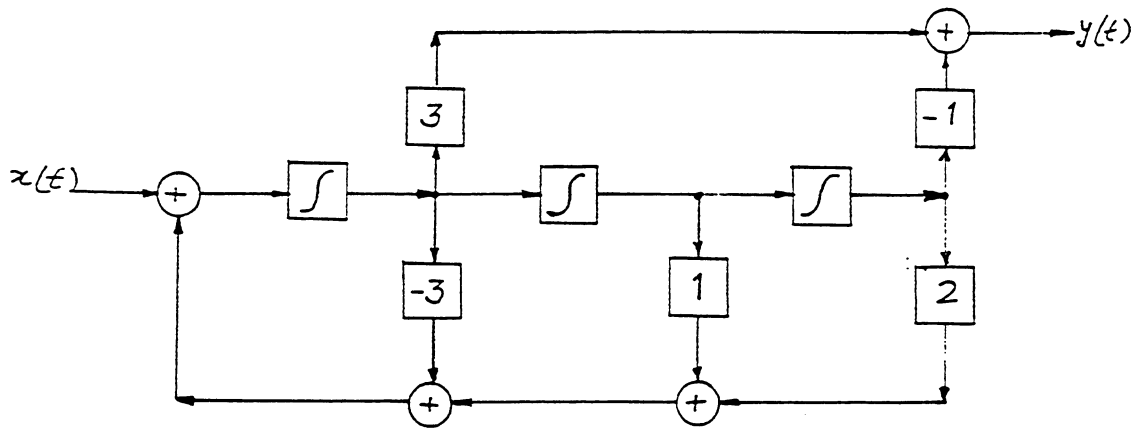 + y(t)
3 -1
x(t) + ∫ ∫ ∫
-3 1 2
+ +